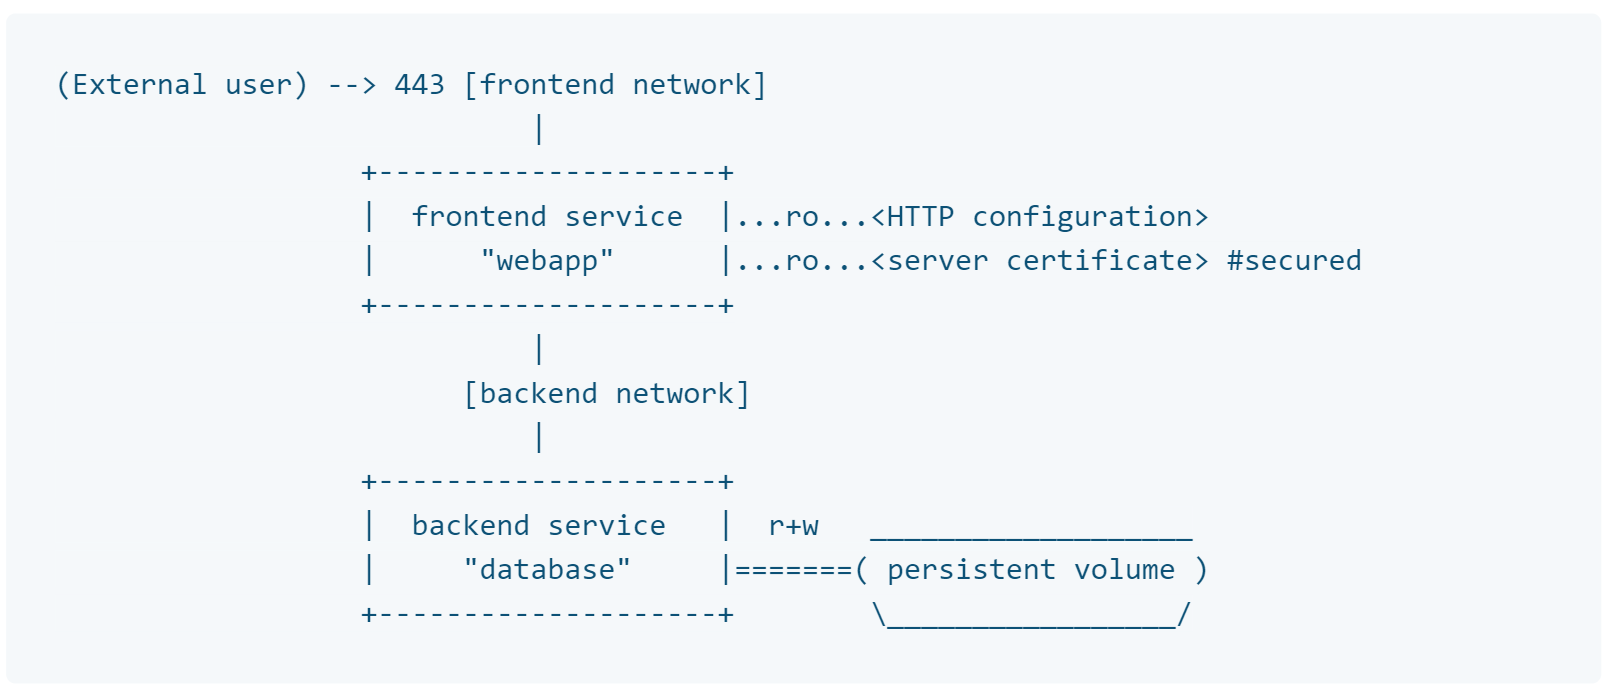 (External user) --> 443 [frontend network]
                            |
                  +--------------------+
                  |  frontend service  |...ro...<HTTP configuration>
                  |      "webapp"      |...ro...<server certificate> #secured
                  +--------------------+
                            |
                        [backend network]
                            |
                  +--------------------+
                  |  backend service   |  r+w   ___________________
                  |     "database"     |=======( persistent volume )
                  +--------------------+        \_________________/